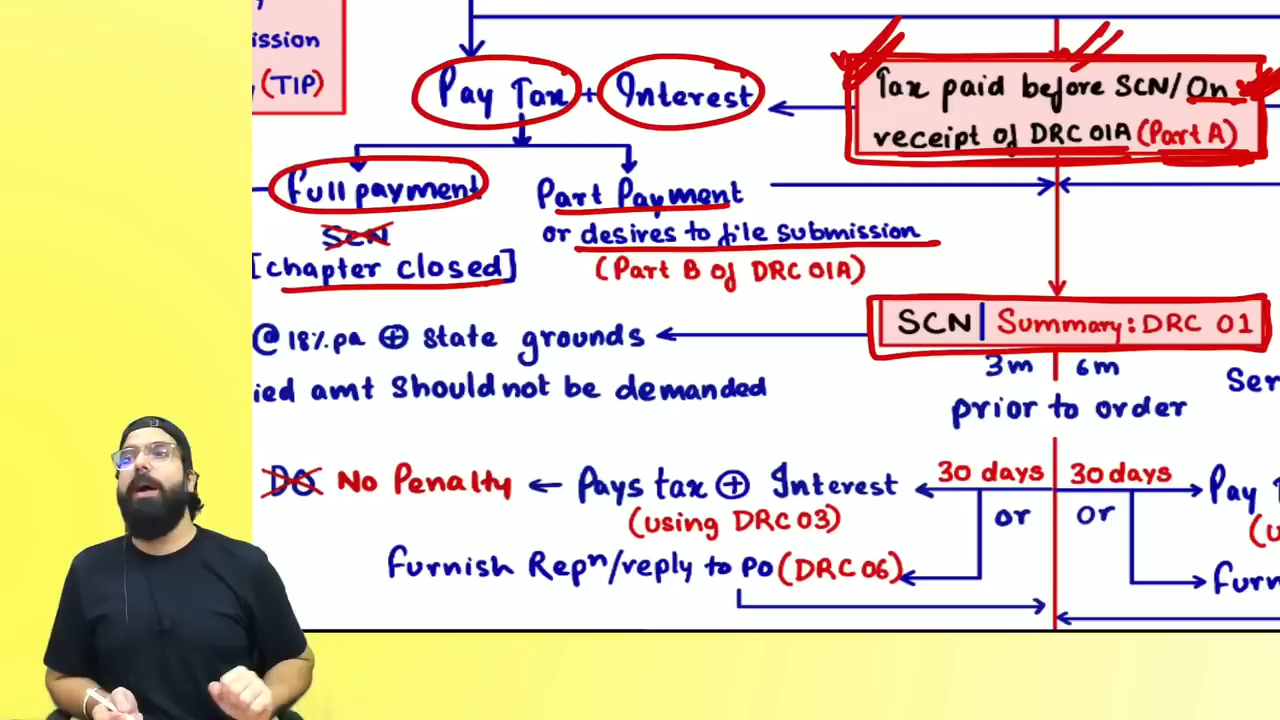 ission
(TIP)
Pay Tax + Interest
Tax paid before SCN/On
receipt of DRC 01A (Part A)
Full payment
SCN
[chapter closed]
Part Payment
or desires to file submission
(Part B of DRC 01A)
SCN | Summary: DRC 01
@ 18% pa ⊕ state grounds
ied amt should not be demanded
3m 6m
prior to order
Ser
DO No Penalty ← Pays tax ⊕ Interest
(using DRC 03)
30 days
or
30 days
or
Pay
(u
Furnish Repⁿ/reply to PO (DRC 06)
furn